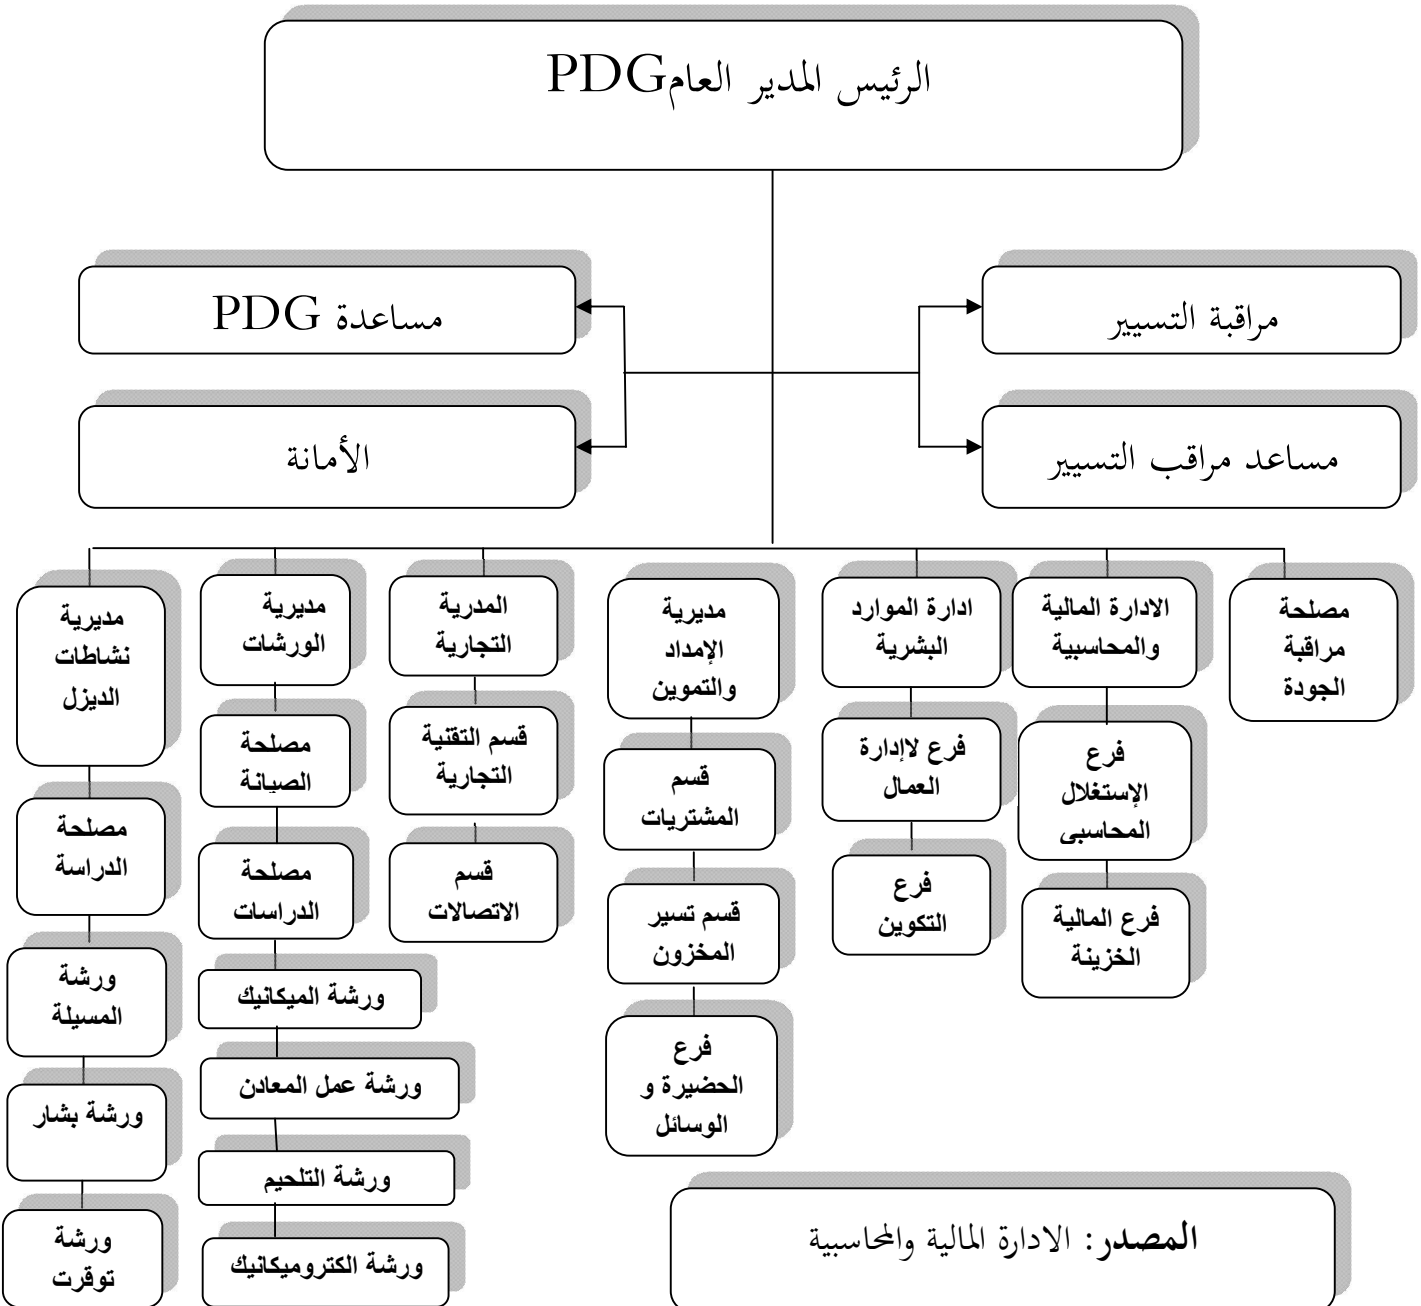 الرئيس المدير العامPDG
مراقبة التسيير
مساعدة PDG
مساعد مراقب التسيير
الأمانة
مصلحة
مراقبة
الجودة
الادارة المالية
والمحاسبية
فرع
الإستغلال
المحاسبي
فرع المالية
الخزينة
ادارة الموارد
البشرية
فرع لاإدارة
العمال
فرع
التكوين
مديرية
الإمداد
والتموين
قسم
المشتريات
قسم تسير
المخزون
فرع
الحضيرة و
الوسائل
المدرية
التجارية
قسم التقنية
التجارية
قسم
الاتصالات
مديرية
الورشات
مصلحة
الصيانة
مصلحة
الدراسات
ورشة الميكانيك
ورشة عمل المعادن
ورشة التلحيم
ورشة الكتروميكانيك
مديرية
نشاطات
الديزل
مصلحة
الدراسة
ورشة
المسيلة
ورشة بشار
ورشة
توقرت
المصدر: الادارة المالية والمحاسبية